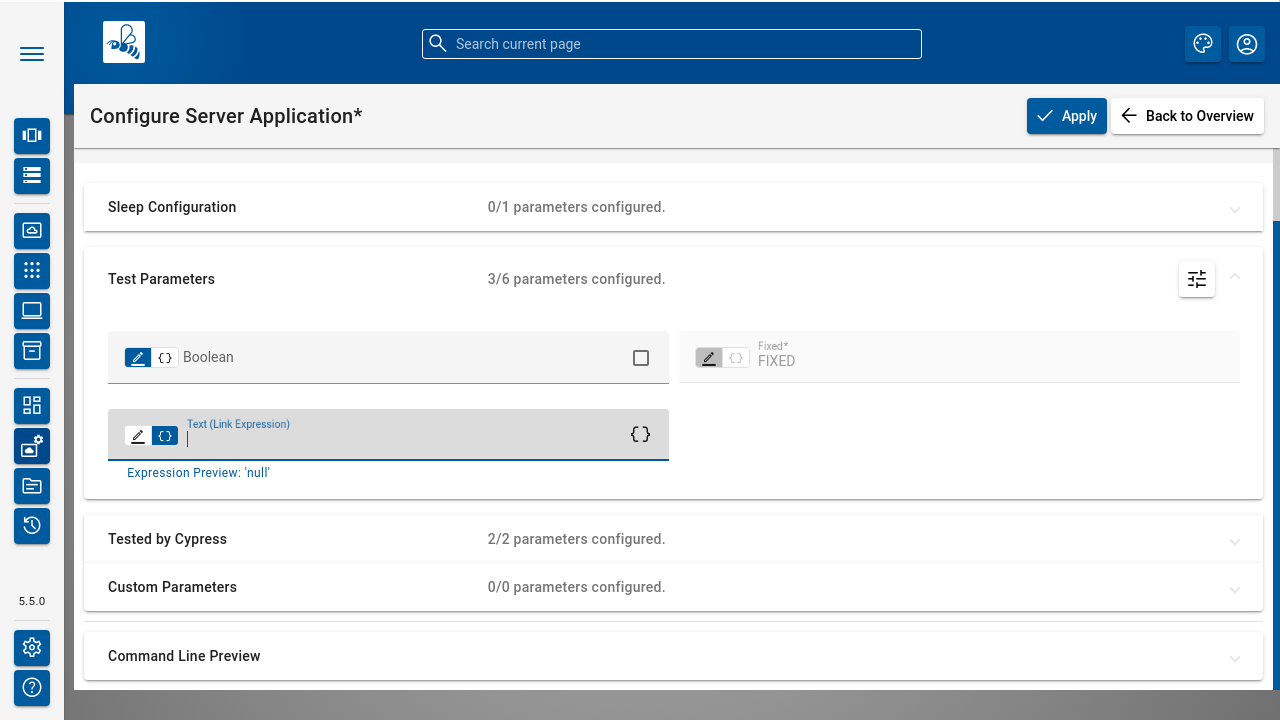 Search current page
Configure Server Application*
Apply
Back to Overview
Sleep Configuration
0/1 parameters configured.
Test Parameters
3/6 parameters configured.
{} Boolean
{} Fixed*
FIXED
{} Text (Link Expression)
{}
Expression Preview: 'null'
Tested by Cypress
2/2 parameters configured.
Custom Parameters
0/0 parameters configured.
5.5.0
Command Line Preview